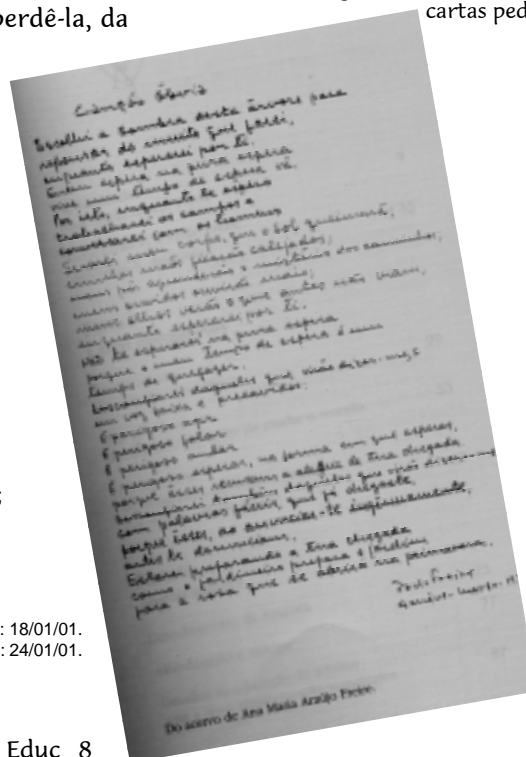 perdê-la, da
cartas ped
Canção Óbvia
Escolhi a sombra desta árvore para
repousar do muito que farei,
enquanto esperarei por ti.
Quem espera na pura espera
vive um tempo de espera vã.
Por isto, enquanto te espero
trabalharei os campos e
conversarei com os homens
Suarei meu corpo, que o sol queimará;
minhas mãos ficarão calejadas;
meus pés aprenderão o mistério dos caminhos;
meus ouvidos ouvirão mais;
meus olhos verão o que antes não viam,
enquanto esperarei por ti.
Não te esperarei na pura espera
porque o meu tempo de espera é um
tempo de quefazer.
Desconfiarei daqueles que virão dizer-me,
em voz baixa e precavidos:
É perigoso agir
É perigoso falar
É perigoso andar
É perigoso esperar, na forma em que esperas,
porque esses recusam a alegria de tua chegada.
Desconfiarei também daqueles que virão dizer-me
com palavras fáceis, que já chegaste,
porque esses, ao anunciar-te ingenuamente,
antes te denunciam.
Estarei preparando a tua chegada
como o jardineiro prepara o jardim
para a rosa que se abrirá na primavera.
Paulo Freire
Genève-Março-
Do acervo de Ana Maria Araújo Freire.
: 18/01/01.
: 24/01/01.
Educ 8